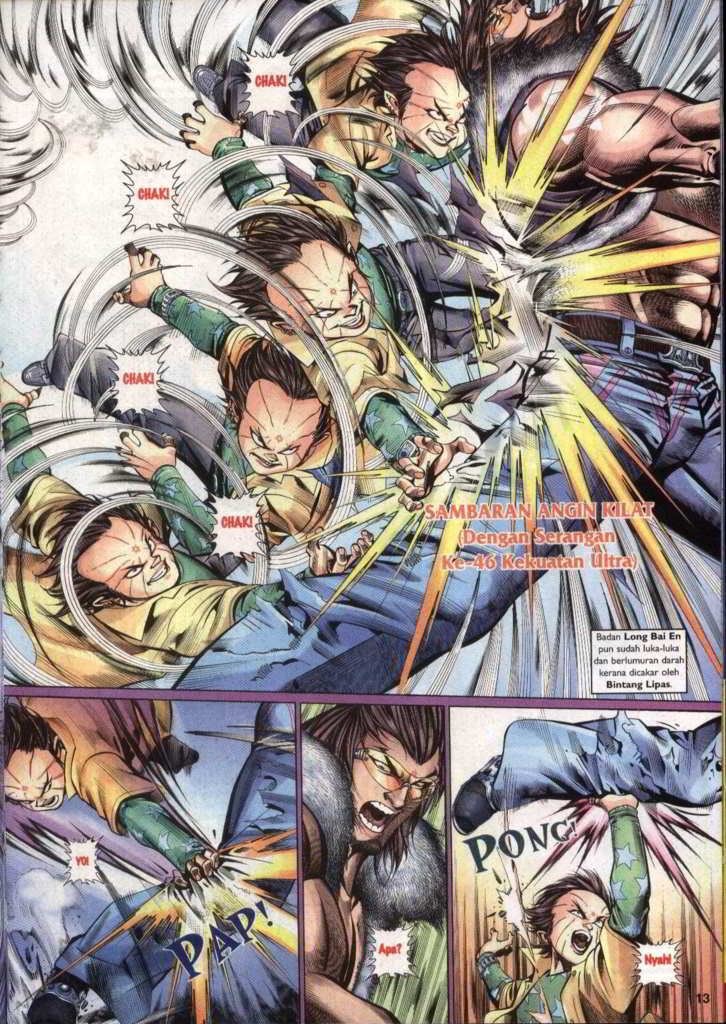 CHAK!
CHAK!
CHAK!
CHAK!
SAMBARAN ANGIN KILAT
(Dengan Serangan
Ke-46 Kekuatan Ultra)
Badan Long Bai En
pun sudah luka-luka
dan berlumuran darah
kerana dicakar oleh
Bintang Lipas.
YO!
PAP!
Apa?
PONG!
Nyah!
13